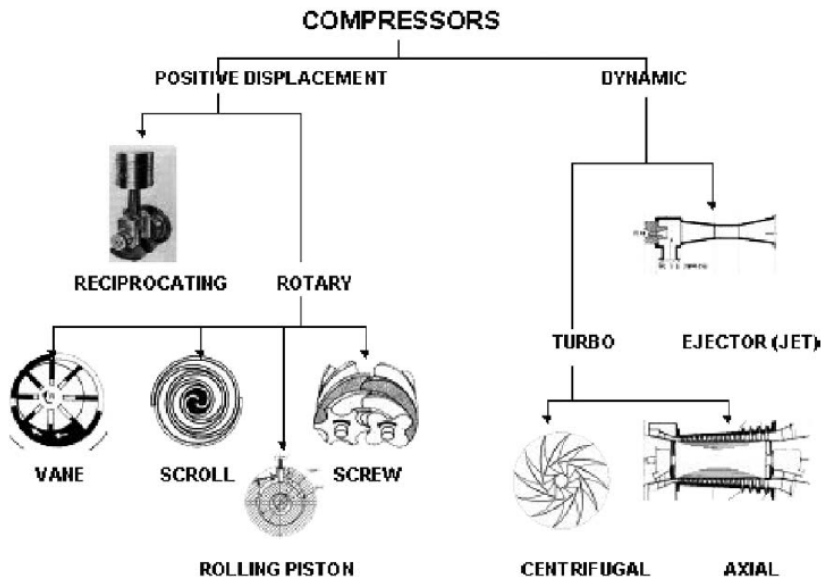 COMPRESSORS
POSITIVE DISPLACEMENT
DYNAMIC
RECIPROCATING
ROTARY
TURBO
EJECTOR (JET)
VANE
SCROLL
SCREW
ROLLING PISTON
CENTRIFUGAL
AXIAL